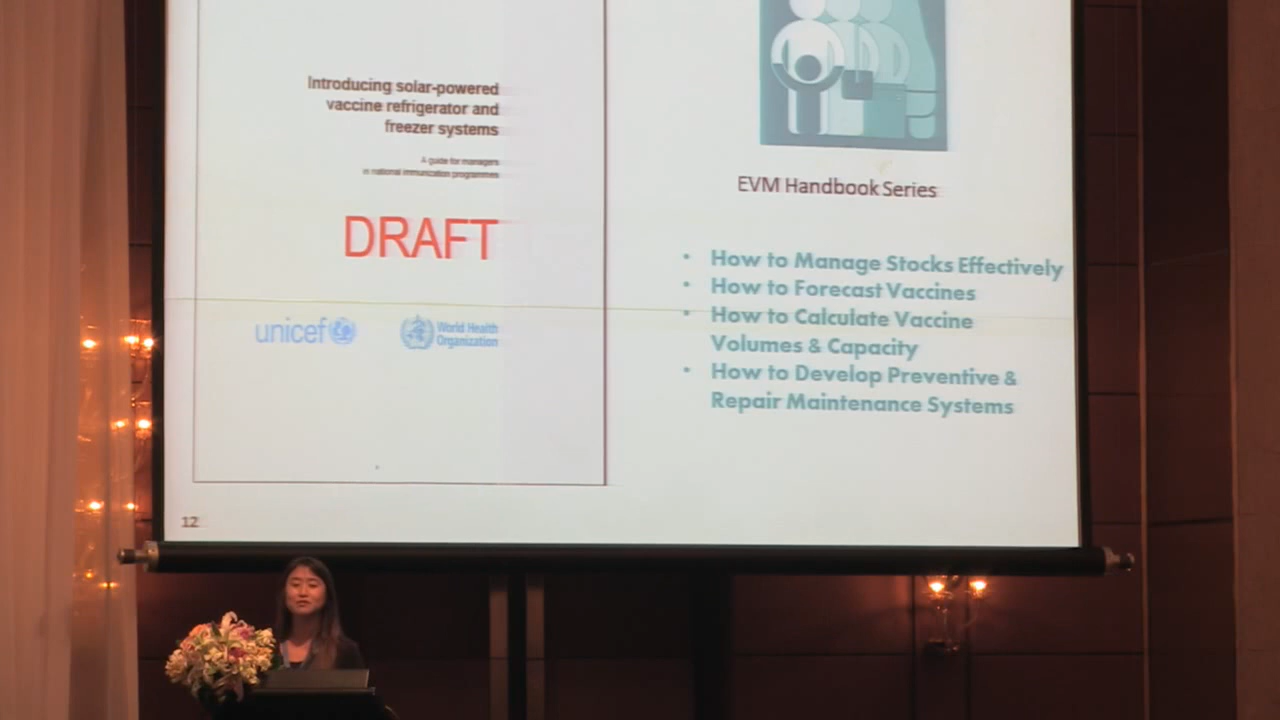 Introducing solar-powered
vaccine refrigerator and
freezer systems
A guide for managers
in national immunization programmes
DRAFT
unicef
World Health
Organization
12
EVM Handbook Series
• How to Manage Stocks Effectively
• How to Forecast Vaccines
• How to Calculate Vaccine
Volumes & Capacity
• How to Develop Preventive &
Repair Maintenance Systems